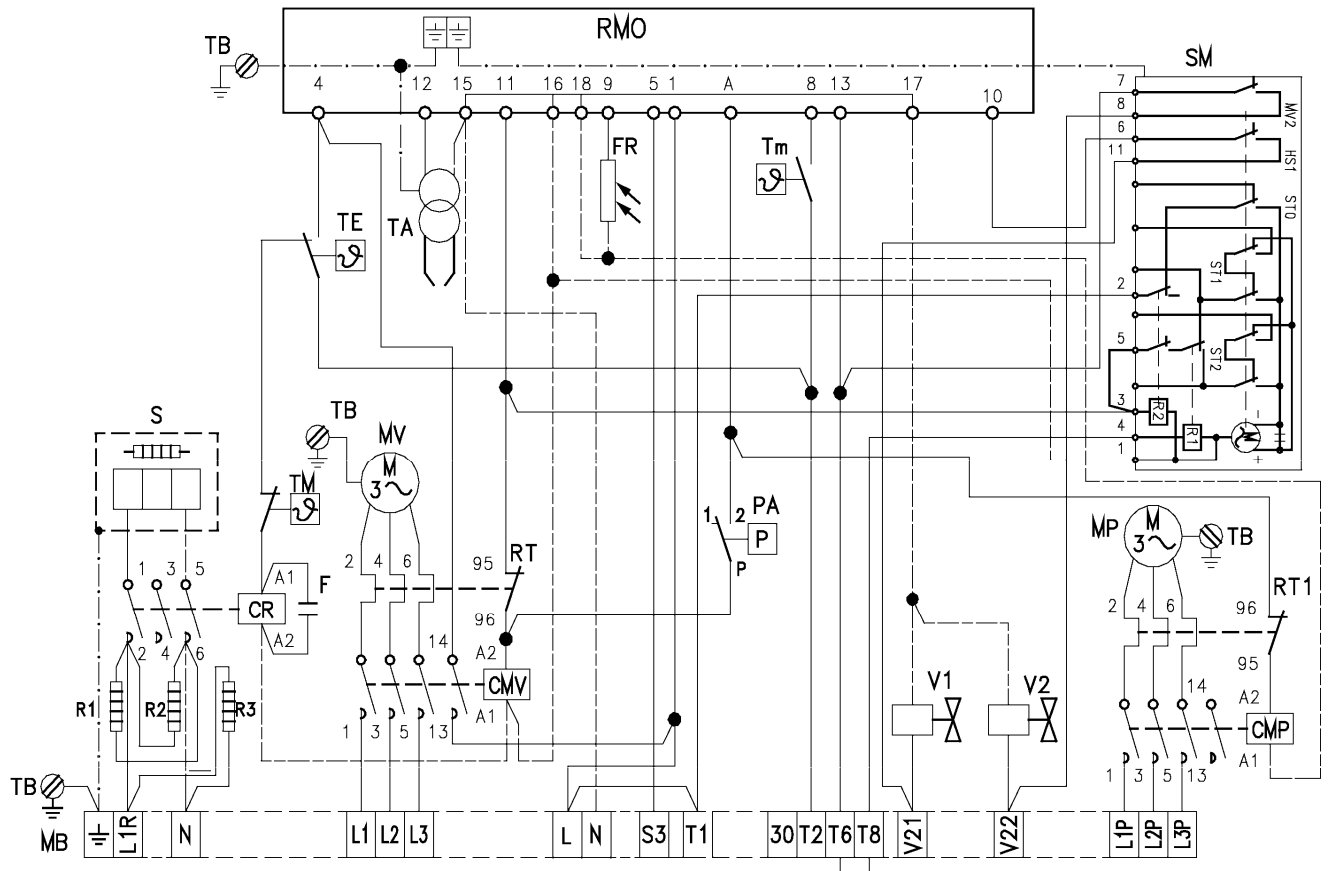 RMO
TB
SM
4 12 15 11 16 18 9 5 1 A 8 13 17
10
7
8
6
11
2
5
3
4
1
MV2
HS1
ST0
ST1
ST2
R2
R1
M
- +
FR
Tm
TA
TE
S
TB
MV
M
3
TM
1 2 PA
P
P
MP
M
3
TB
1 3 5
A1
F
CR
A2
2 4 6
2 4 6
95
RT
96
14
A2
CMV
A1
1 3 5 13
2 4 6
96
RT1
95
14
A2
CMP
A1
1 3 5 13
R1 R2 R3
V1 V2
TB
MB
L1R N L1 L2 L3 L N S3 T1 30 T2 T6 T8 V21 V22 L1P L2P L3P